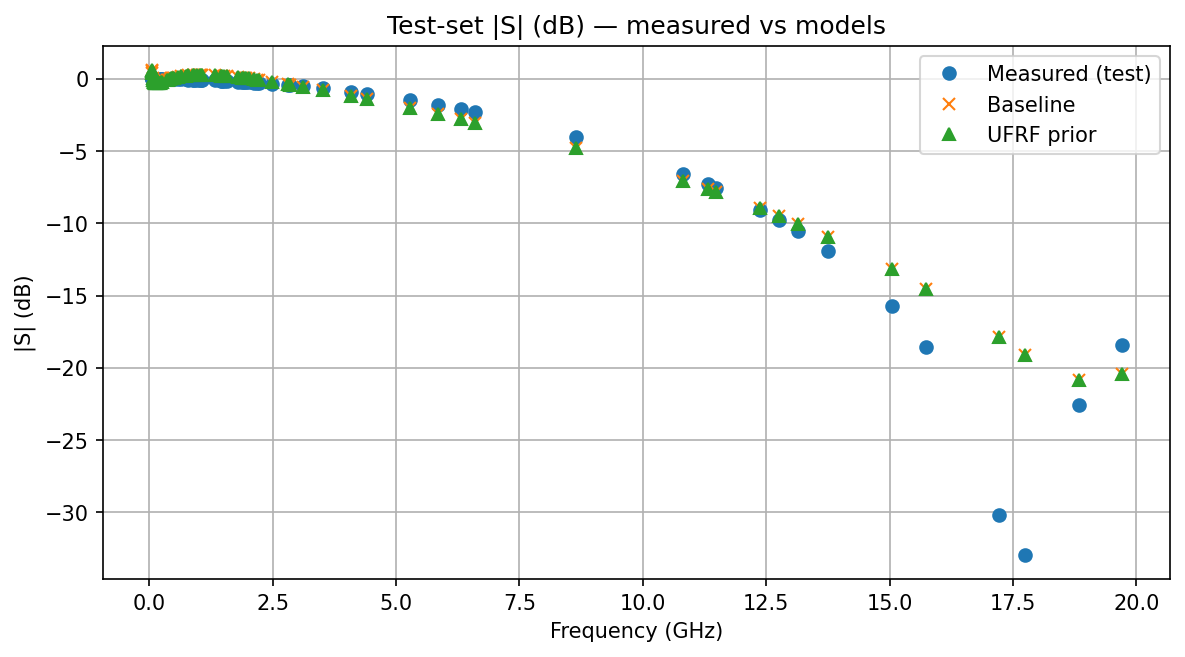 Test-set |S| (dB) — measured vs models
Measured (test)
Baseline
UFRF prior
0
−5
−10
−15
−20
−25
−30
|S| (dB)
0.0 2.5 5.0 7.5 10.0 12.5 15.0 17.5 20.0
Frequency (GHz)